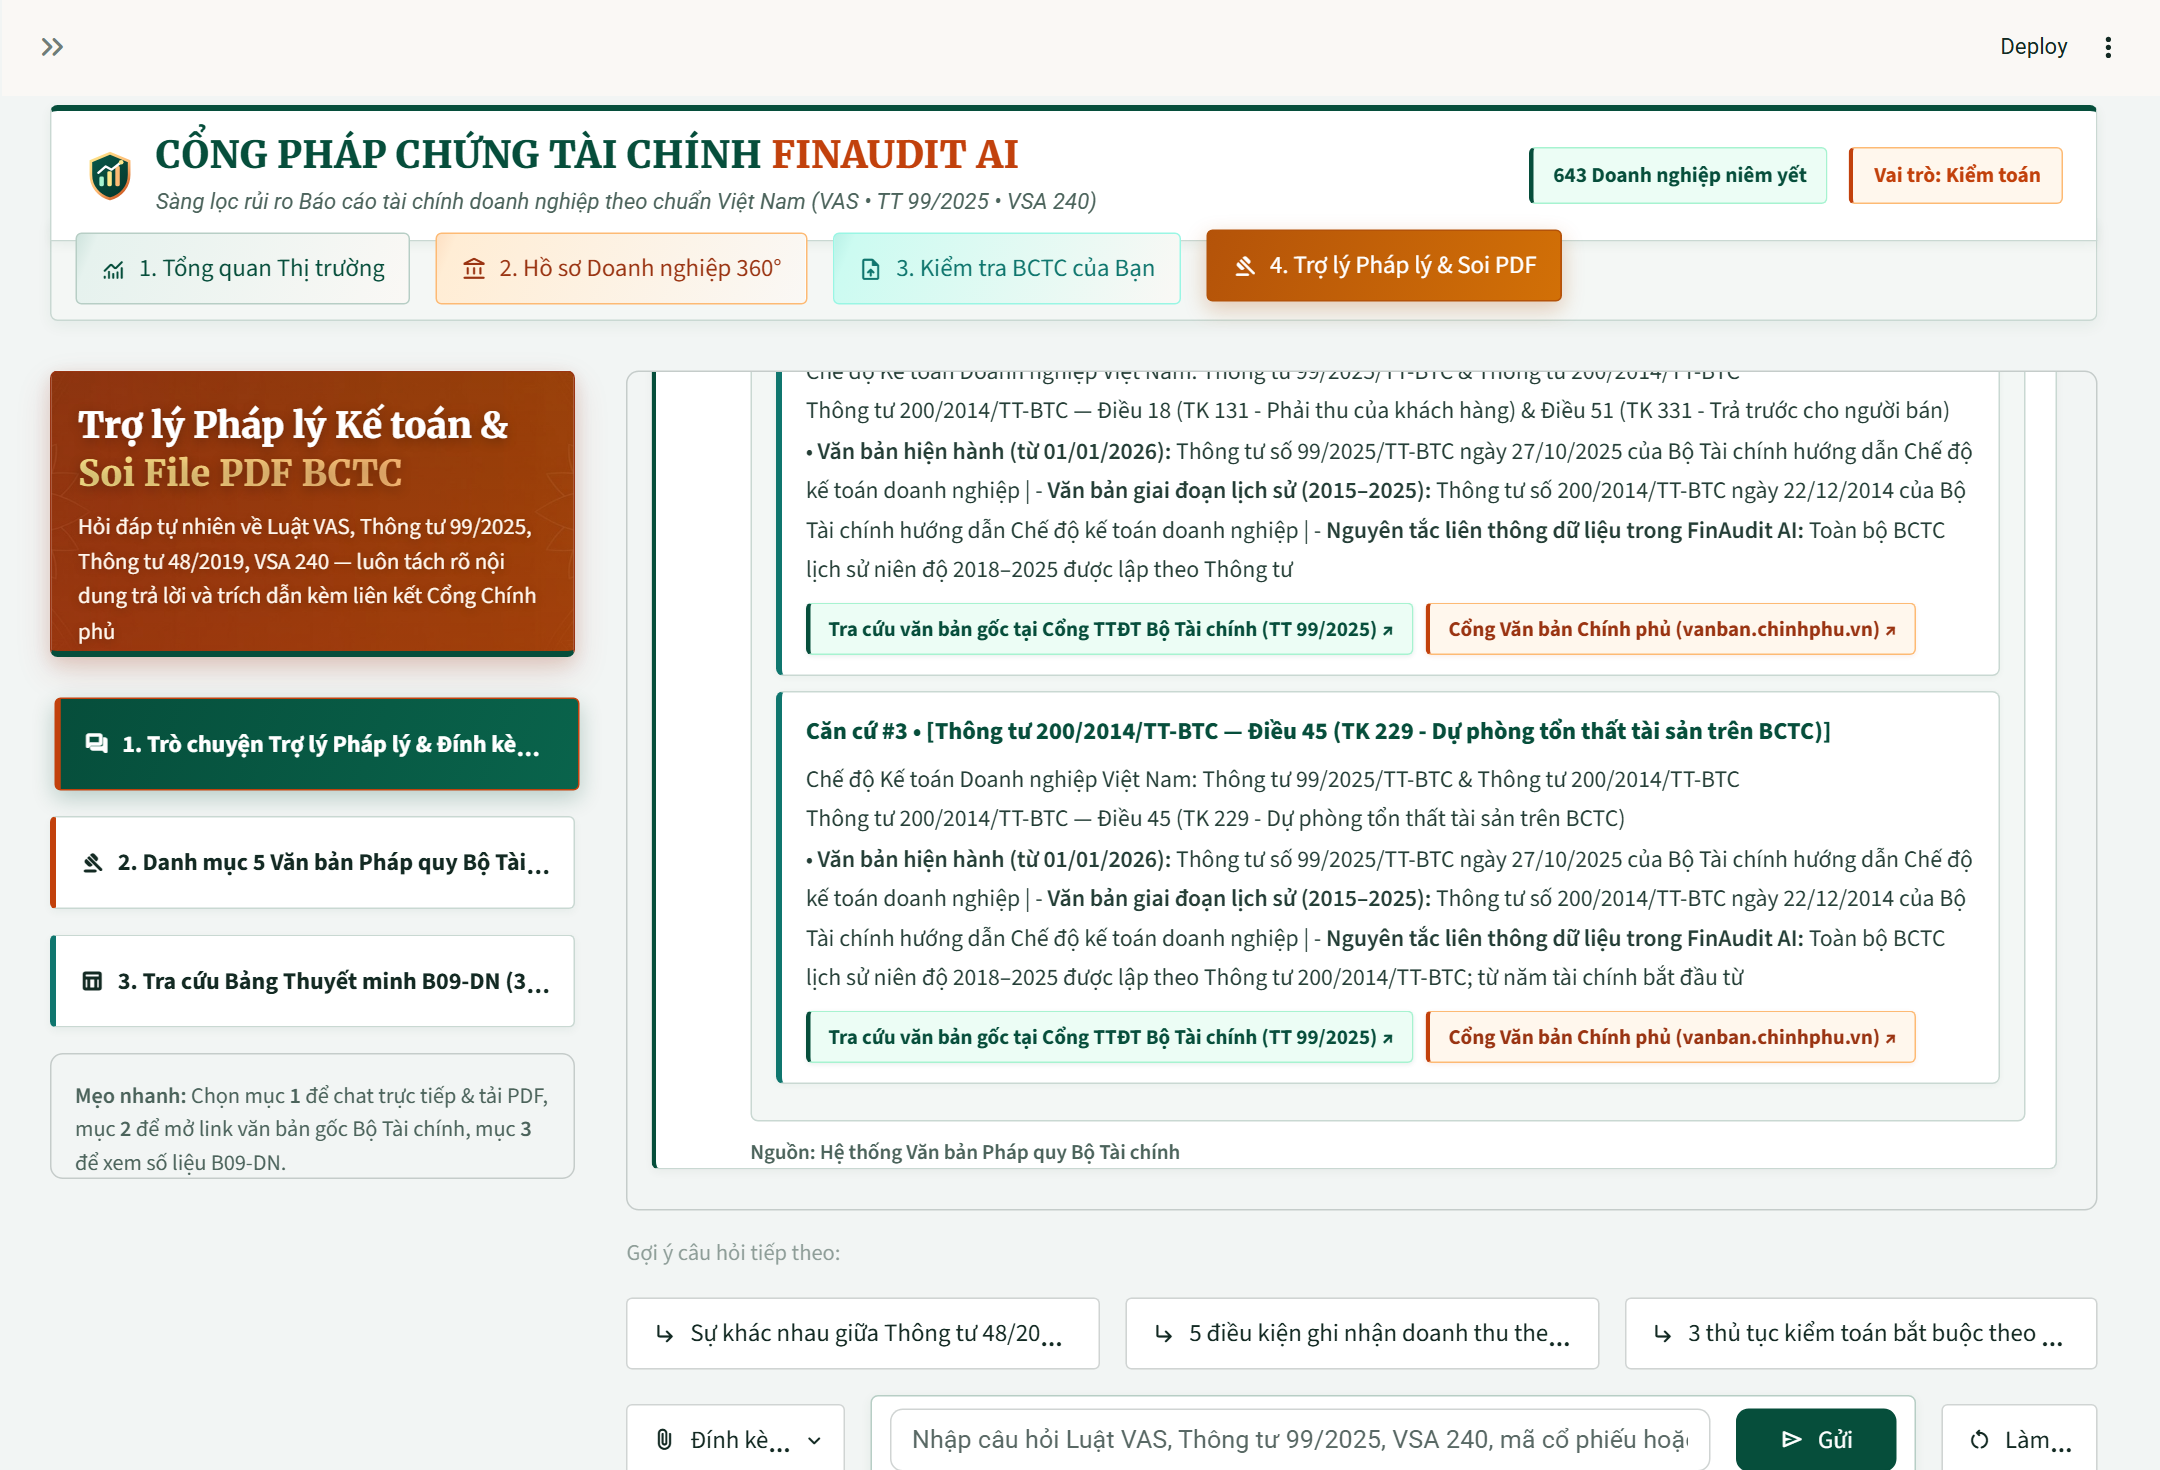 Deploy
CỔNG PHÁP CHỨNG TÀI CHÍNH FINAUDIT AI
Sàng lọc rủi ro Báo cáo tài chính doanh nghiệp theo chuẩn Việt Nam (VAS • TT 99/2025 • VSA 240)
643 Doanh nghiệp niêm yết
Vai trò: Kiểm toán
1. Tổng quan Thị trường
2. Hồ sơ Doanh nghiệp 360°
3. Kiểm tra BCTC của Bạn
4. Trợ lý Pháp lý & Soi PDF
Trợ lý Pháp lý Kế toán &
Soi File PDF BCTC
Hỏi đáp tự nhiên về Luật VAS, Thông tư 99/2025,
Thông tư 48/2019, VSA 240 — luôn tách rõ nội
dung trả lời và trích dẫn kèm liên kết Cổng Chính
phủ
1. Trò chuyện Trợ lý Pháp lý & Đính kè...
2. Danh mục 5 Văn bản Pháp quy Bộ Tài...
3. Tra cứu Bảng Thuyết minh B09-DN (3...
Mẹo nhanh: Chọn mục 1 để chat trực tiếp & tải PDF,
mục 2 để mở link văn bản gốc Bộ Tài chính, mục 3
để xem số liệu B09-DN.
Chế độ Kế toán Doanh nghiệp Việt Nam: Thông tư 99/2025/TT-BTC & Thông tư 200/2014/TT-BTC
Thông tư 200/2014/TT-BTC — Điều 18 (TK 131 - Phải thu của khách hàng) & Điều 51 (TK 331 - Trả trước cho người bán)
• Văn bản hiện hành (từ 01/01/2026): Thông tư số 99/2025/TT-BTC ngày 27/10/2025 của Bộ Tài chính hướng dẫn Chế độ
kế toán doanh nghiệp | - Văn bản giai đoạn lịch sử (2015–2025): Thông tư số 200/2014/TT-BTC ngày 22/12/2014 của Bộ
Tài chính hướng dẫn Chế độ kế toán doanh nghiệp | - Nguyên tắc liên thông dữ liệu trong FinAudit AI: Toàn bộ BCTC
lịch sử niên độ 2018–2025 được lập theo Thông tư
Tra cứu văn bản gốc tại Cổng TTĐT Bộ Tài chính (TT 99/2025) ↗
Cổng Văn bản Chính phủ (vanban.chinhphu.vn) ↗
Căn cứ #3 • [Thông tư 200/2014/TT-BTC — Điều 45 (TK 229 - Dự phòng tổn thất tài sản trên BCTC)]
Chế độ Kế toán Doanh nghiệp Việt Nam: Thông tư 99/2025/TT-BTC & Thông tư 200/2014/TT-BTC
Thông tư 200/2014/TT-BTC — Điều 45 (TK 229 - Dự phòng tổn thất tài sản trên BCTC)
• Văn bản hiện hành (từ 01/01/2026): Thông tư số 99/2025/TT-BTC ngày 27/10/2025 của Bộ Tài chính hướng dẫn Chế độ
kế toán doanh nghiệp | - Văn bản giai đoạn lịch sử (2015–2025): Thông tư số 200/2014/TT-BTC ngày 22/12/2014 của Bộ
Tài chính hướng dẫn Chế độ kế toán doanh nghiệp | - Nguyên tắc liên thông dữ liệu trong FinAudit AI: Toàn bộ BCTC
lịch sử niên độ 2018–2025 được lập theo Thông tư 200/2014/TT-BTC; từ năm tài chính bắt đầu từ
Tra cứu văn bản gốc tại Cổng TTĐT Bộ Tài chính (TT 99/2025) ↗
Cổng Văn bản Chính phủ (vanban.chinhphu.vn) ↗
Nguồn: Hệ thống Văn bản Pháp quy Bộ Tài chính
Gợi ý câu hỏi tiếp theo:
Sự khác nhau giữa Thông tư 48/20...
5 điều kiện ghi nhận doanh thu the...
3 thủ tục kiểm toán bắt buộc theo ...
Đính kè...
Nhập câu hỏi Luật VAS, Thông tư 99/2025, VSA 240, mã cổ phiếu hoặc
Gửi
Làm...